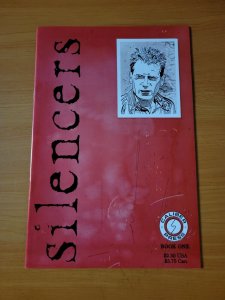 silencers
CALIBER
PRESS
BOOK ONE
$2.50 USA
$3.75 Can.